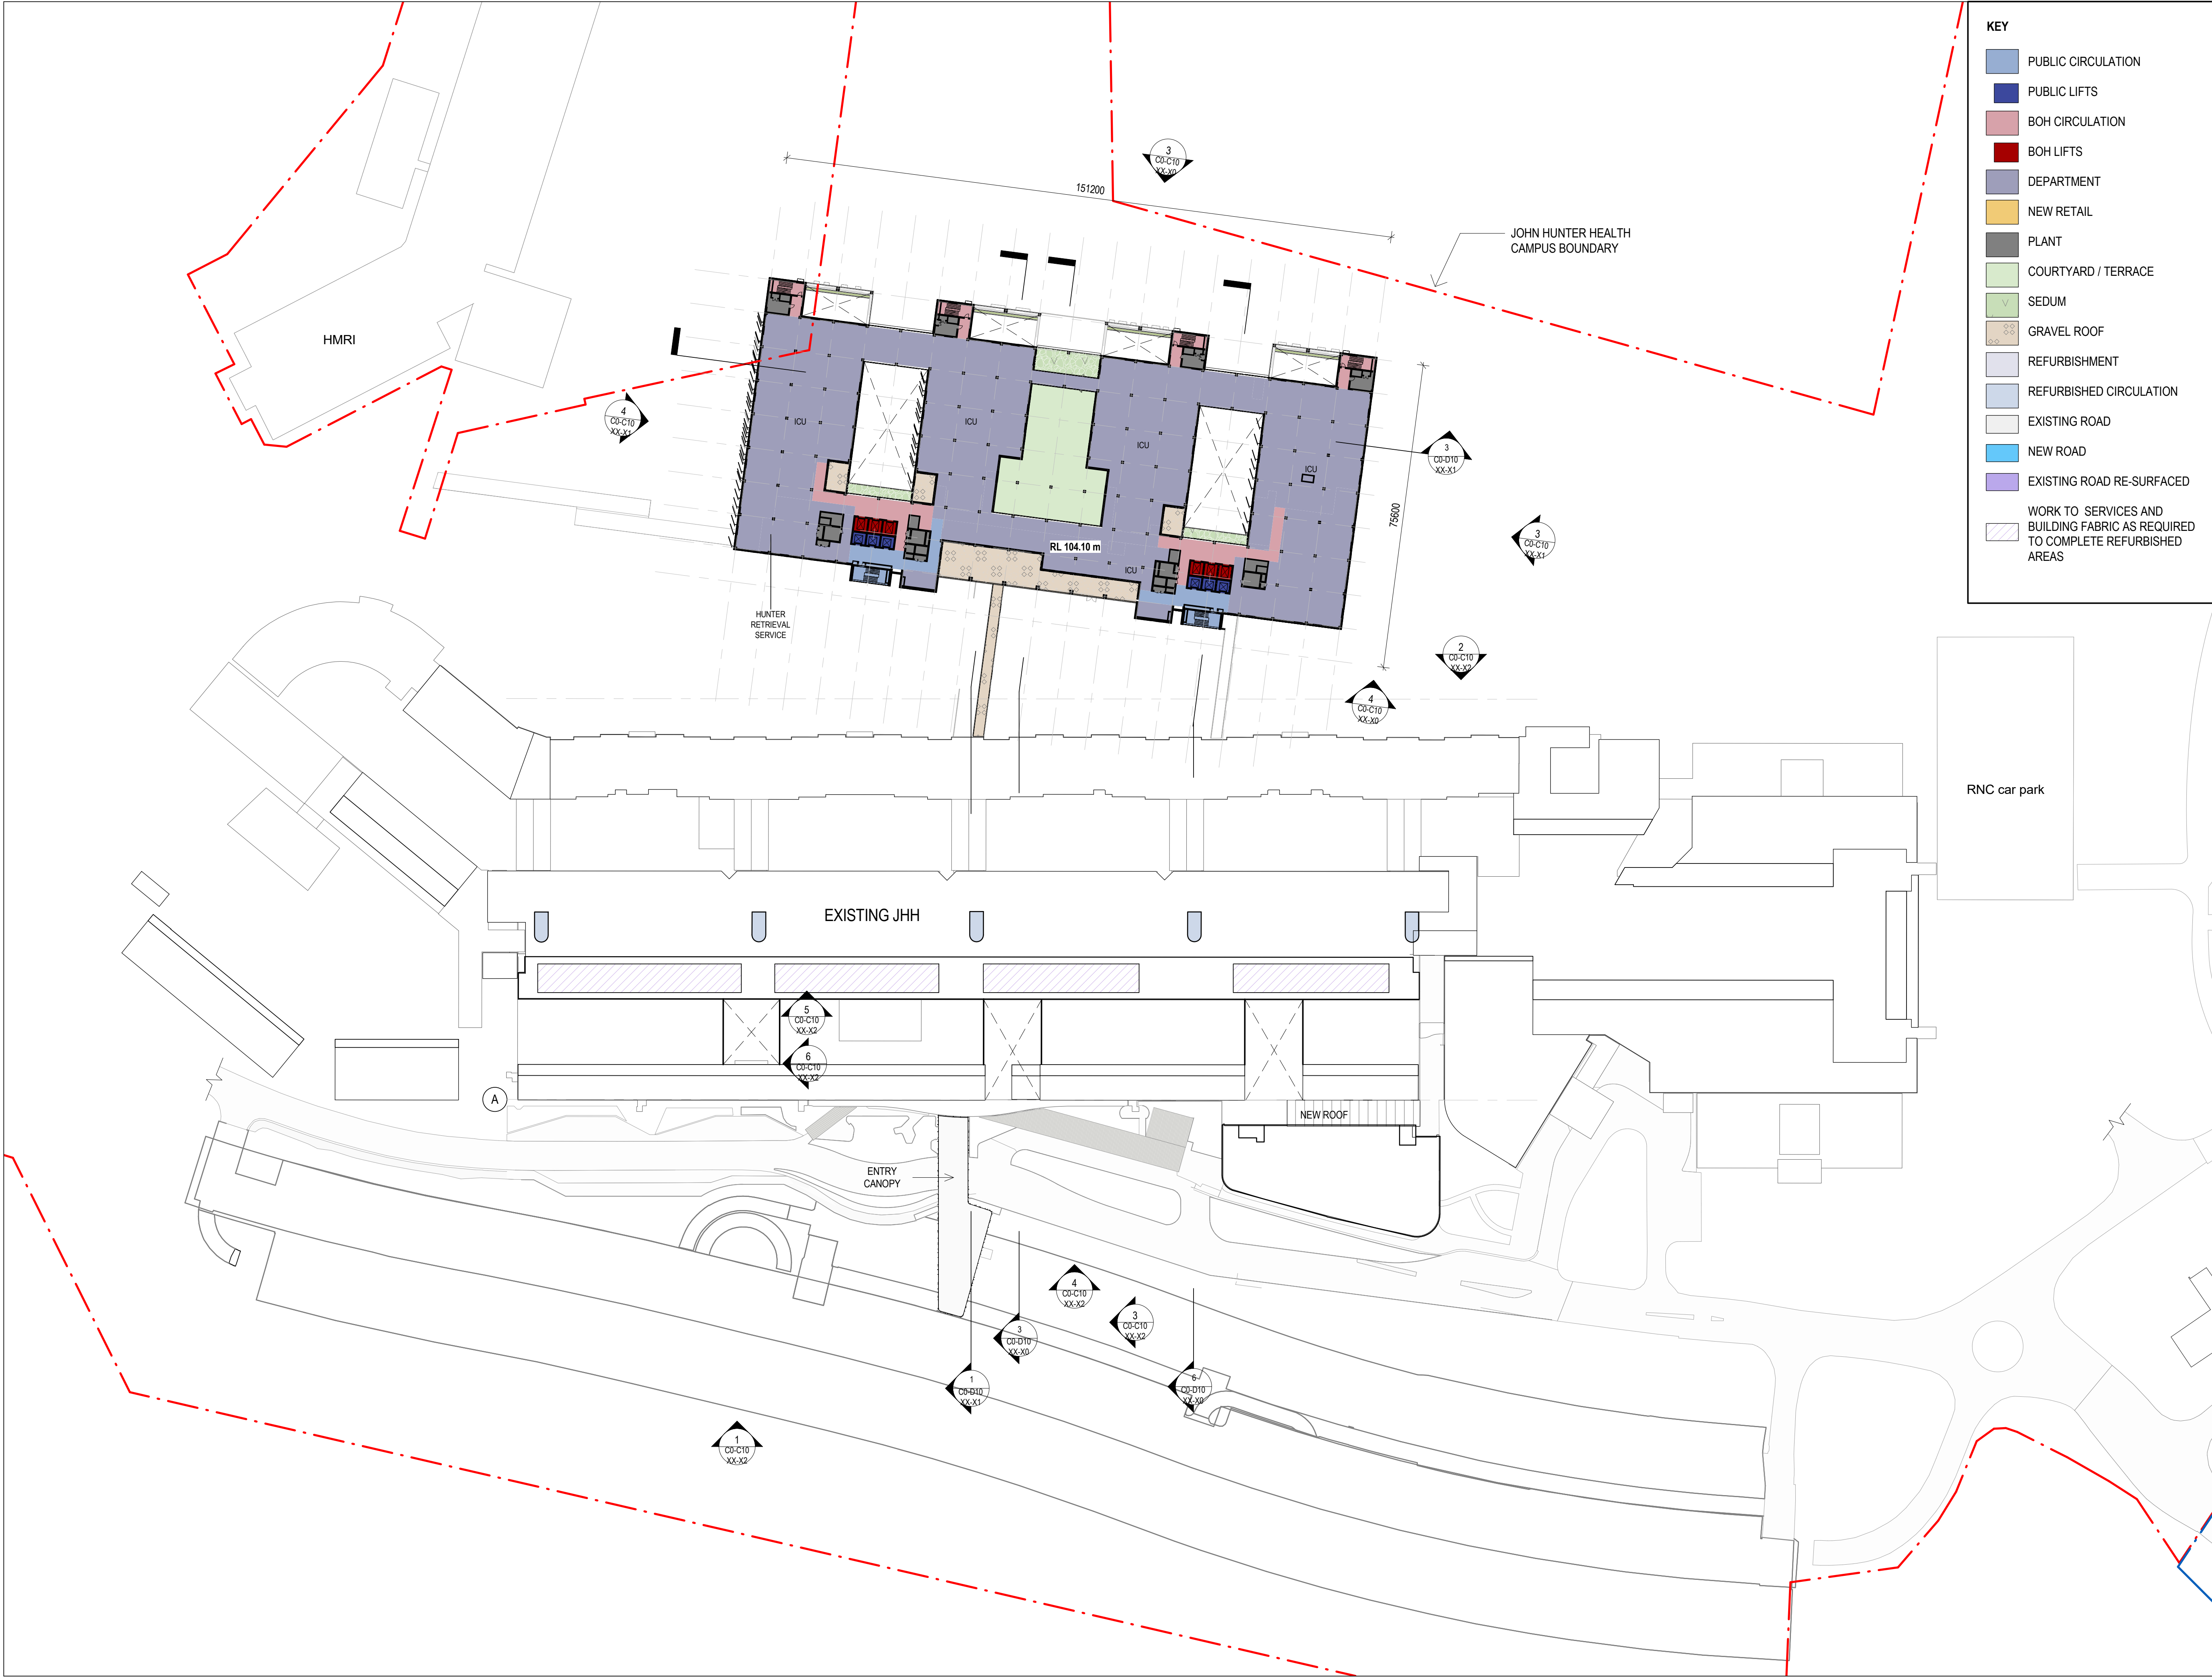 KEY
PUBLIC CIRCULATION
PUBLIC LIFTS
BOH CIRCULATION
BOH LIFTS
DEPARTMENT
NEW RETAIL
PLANT
COURTYARD / TERRACE
SEDUM
GRAVEL ROOF
REFURBISHMENT
REFURBISHED CIRCULATION
EXISTING ROAD
NEW ROAD
EXISTING ROAD RE-SURFACED
WORK TO SERVICES AND
BUILDING FABRIC AS REQUIRED
TO COMPLETE REFURBISHED
AREAS
3
C0-C10
XX-X0
151200
JOHN HUNTER HEALTH
CAMPUS BOUNDARY
HMRI
4
C0-C10
XX-X1
ICU
ICU
ICU
ICU
3
C0-D10
XX-X1
75600
3
C0-C10
XX-X1
RL 104.10 m
ICU
HUNTER
RETRIEVAL
SERVICE
2
C0-C10
XX-X2
4
C0-C10
XX-X0
RNC car park
EXISTING JHH
5
C0-C10
XX-X2
6
C0-C10
XX-X2
A
NEW ROOF
ENTRY
CANOPY
4
C0-C10
XX-X2
3
C0-C10
XX-X2
3
C0-D10
XX-X0
1
C0-D10
XX-X1
6
C0-D10
XX-X0
1
C0-C10
XX-X2